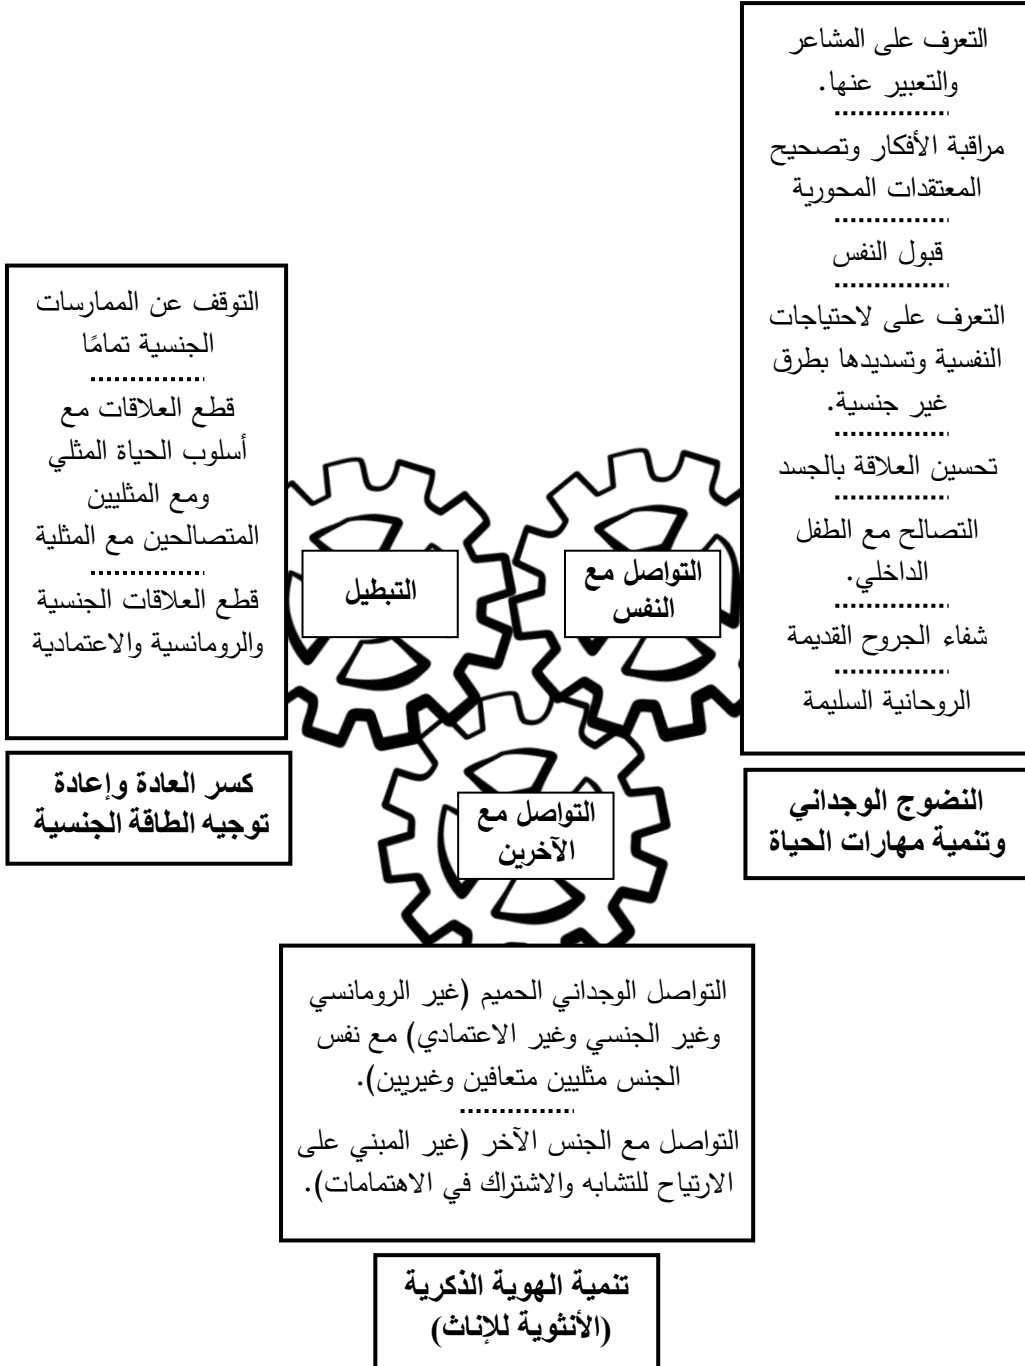 التعرف على المشاعر
والتعبير عنها.
مراقبة الأفكار وتصحيح
المعتقدات المحورية
قبول النفس
التعرف على لاحتياجات
النفسية وتسديدها بطرق
غير جنسية.
تحسين العلاقة بالجسد
التصالح مع الطفل
الداخلي.
شفاء الجروح القديمة
الروحانية السليمة
النضوج الوجداني
وتنمية مهارات الحياة
التواصل مع
النفس
التبطيل
التوقف عن الممارسات
الجنسية تمامًا
قطع العلاقات مع
أسلوب الحياة المثلي
ومع المثليين
المتصالحين مع المثلية
قطع العلاقات الجنسية
والرومانسية والاعتمادية
كسر العادة وإعادة
توجيه الطاقة الجنسية
التواصل مع
الآخرين
التواصل الوجداني الحميم (غير الرومانسي
وغير الجنسي وغير الاعتمادي) مع نفس
الجنس مثليين متعافين وغيريين).
التواصل مع الجنس الآخر (غير المبني على
الارتياح للتشابه والاشتراك في الاهتمامات).
تنمية الهوية الذكرية
(الأنثوية للإناث)